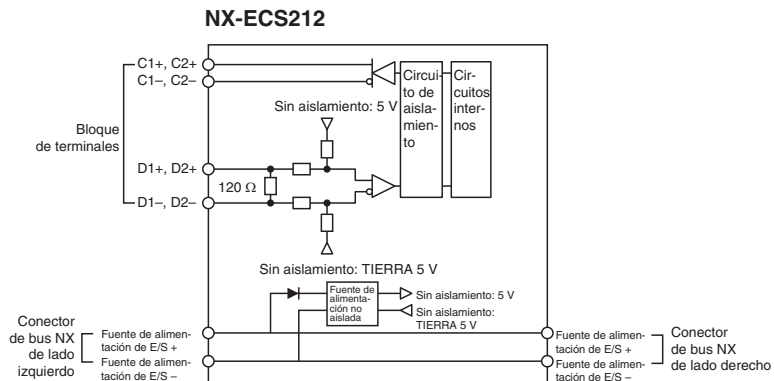 NX-ECS212
C1+, C2+
C1–, C2–
Bloque
de terminales
Circui-
to de
aisla-
mien-
to
Cir-
cuitos
inter-
nos
Sin aislamiento: 5 V
D1+, D2+
120 Ω
D1–, D2–
Sin aislamiento: TIERRA 5 V
Fuente de
alimenta-
ción no
aislada
Sin aislamiento: 5 V
Sin aislamiento:
TIERRA 5 V
Conector
de bus NX
de lado
izquierdo
Fuente de alimen-
tación de E/S +
Fuente de alimen-
tación de E/S –
Fuente de alimen-
tación de E/S +
Fuente de alimen-
tación de E/S –
Conector
de bus NX
de lado derecho